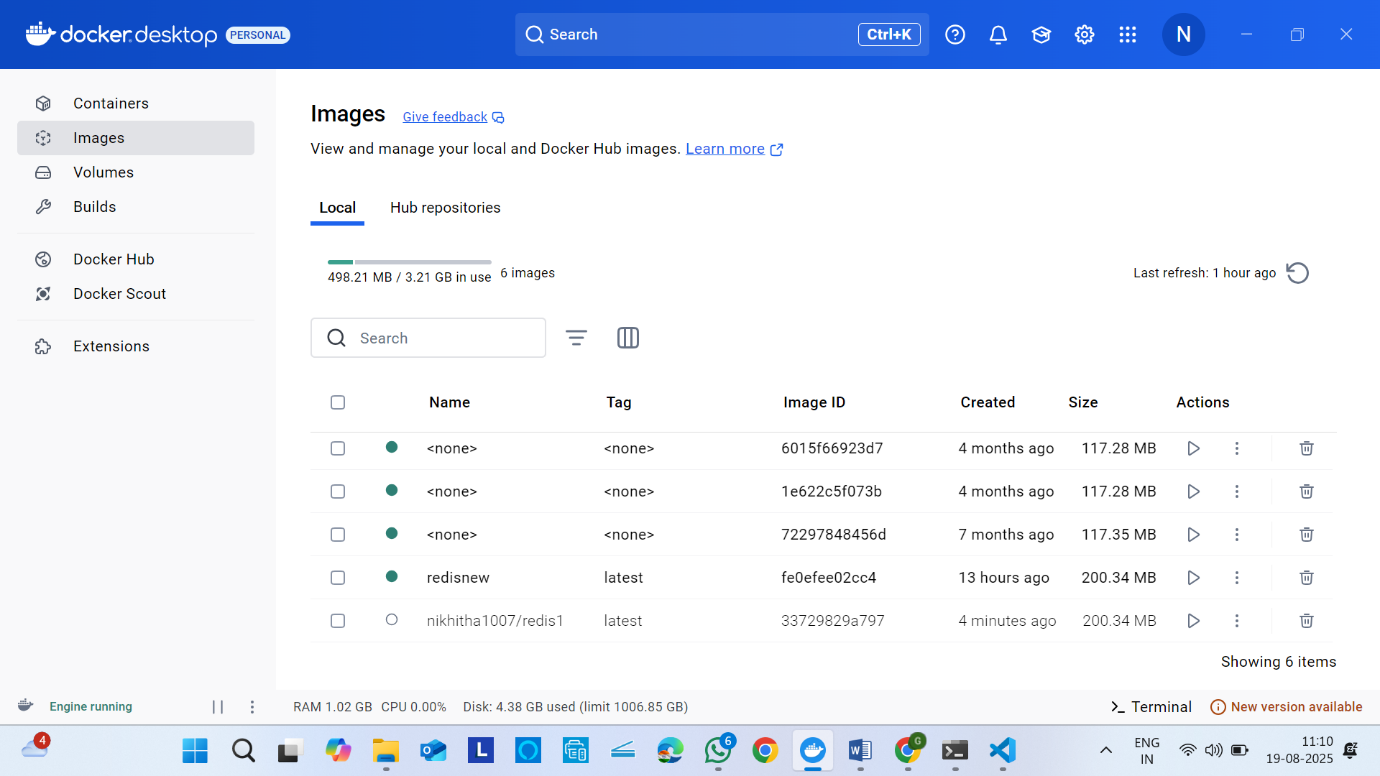 docker.desktop PERSONAL
Search Ctrl+K
N
Containers
Images
Volumes
Builds
Docker Hub
Docker Scout
Extensions
Images Give feedback
View and manage your local and Docker Hub images. Learn more
Local Hub repositories
498.21 MB / 3.21 GB in use 6 images
Last refresh: 1 hour ago
Search
Name Tag Image ID Created Size Actions
<none> <none> 6015f66923d7 4 months ago 117.28 MB
<none> <none> 1e622c5f073b 4 months ago 117.28 MB
<none> <none> 72297848456d 7 months ago 117.35 MB
redisnew latest fe0efee02cc4 13 hours ago 200.34 MB
nikhitha1007/redis1 latest 33729829a797 4 minutes ago 200.34 MB
Showing 6 items
Engine running RAM 1.02 GB CPU 0.00% Disk: 4.38 GB used (limit 1006.85 GB) Terminal New version available
4
L
6
G
ENG
IN
11:10
19-08-2025